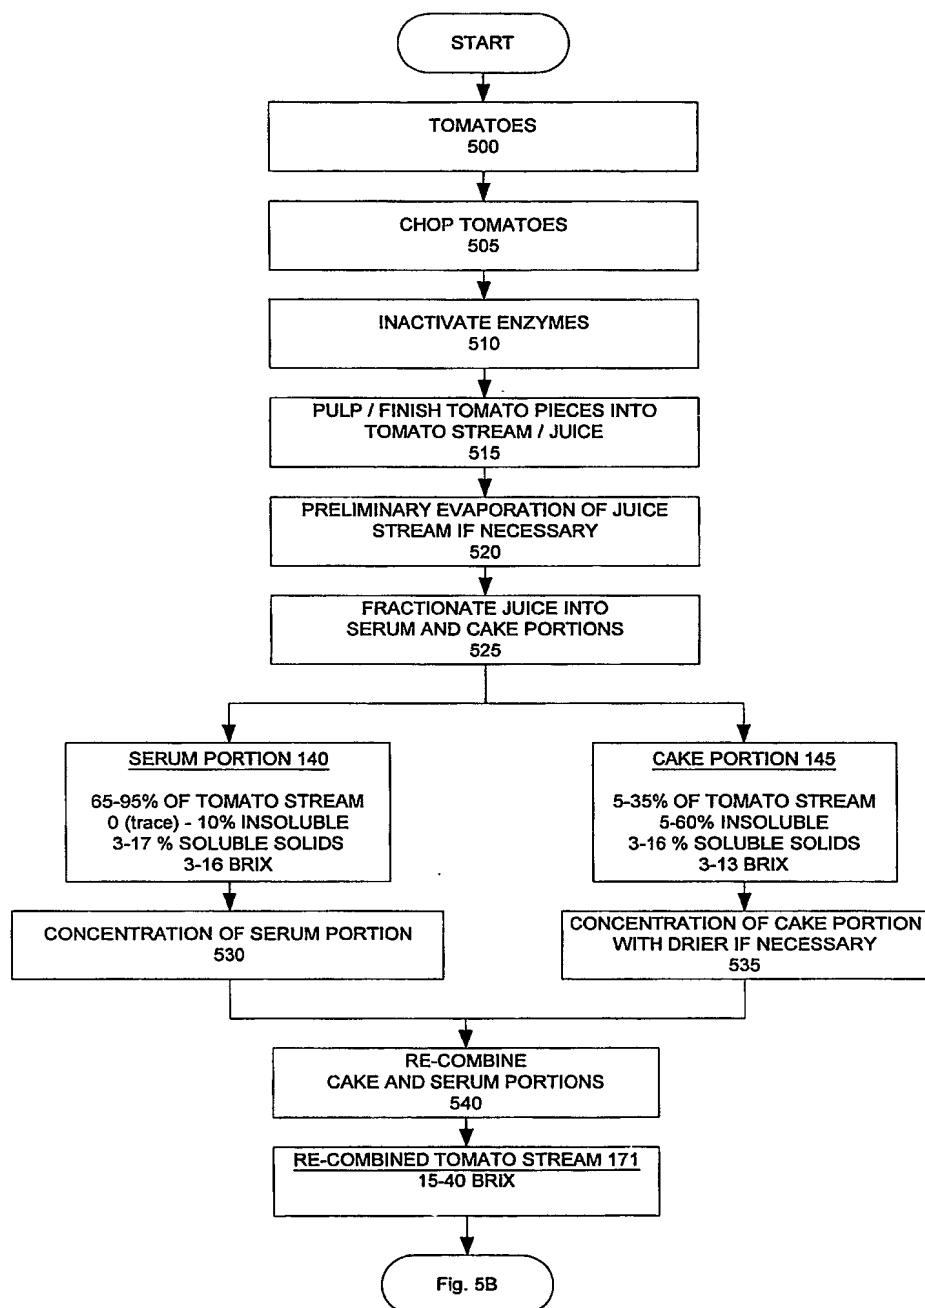 START
TOMATOES
500
CHOP TOMATOES
505
INACTIVATE ENZYMES
510
PULP / FINISH TOMATO PIECES INTO
TOMATO STREAM / JUICE
515
PRELIMINARY EVAPORATION OF JUICE
STREAM IF NECESSARY
520
FRACTIONATE JUICE INTO
SERUM AND CAKE PORTIONS
525
SERUM PORTION 140
65-95% OF TOMATO STREAM
0 (trace) - 10% INSOLUBLE
3-17 % SOLUBLE SOLIDS
3-16 BRIX
CAKE PORTION 145
5-35% OF TOMATO STREAM
5-60% INSOLUBLE
3-16 % SOLUBLE SOLIDS
3-13 BRIX
CONCENTRATION OF SERUM PORTION
530
CONCENTRATION OF CAKE PORTION
WITH DRIER IF NECESSARY
535
RE-COMBINE
CAKE AND SERUM PORTIONS
540
RE-COMBINED TOMATO STREAM 171
15-40 BRIX
Fig. 5B